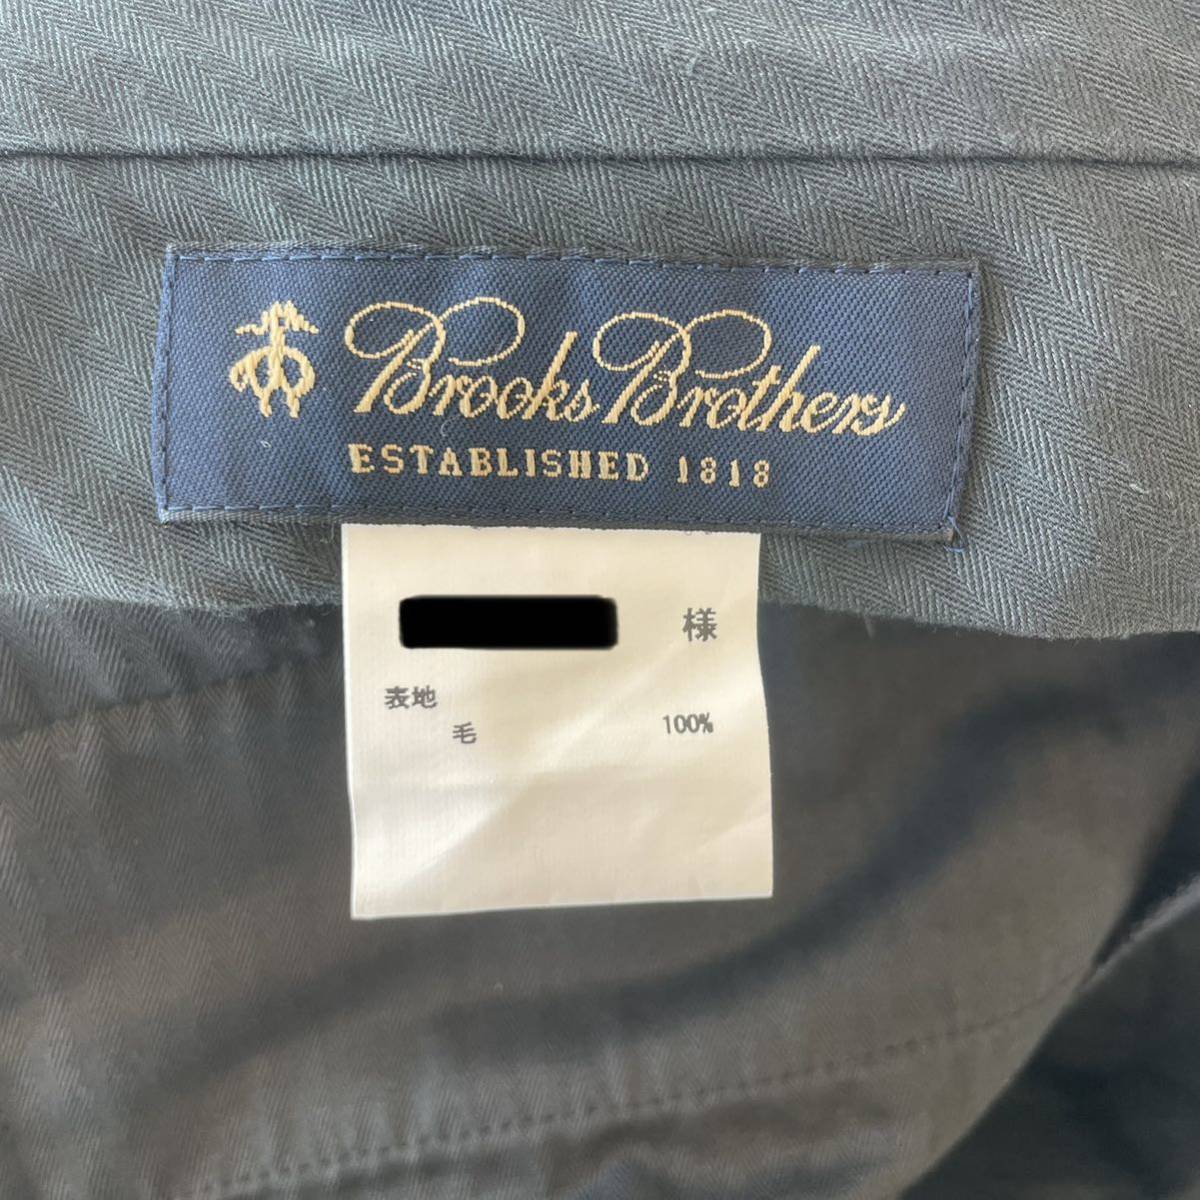 Brooks Brothers
ESTABLISHED 1818
様
表地
毛 100%